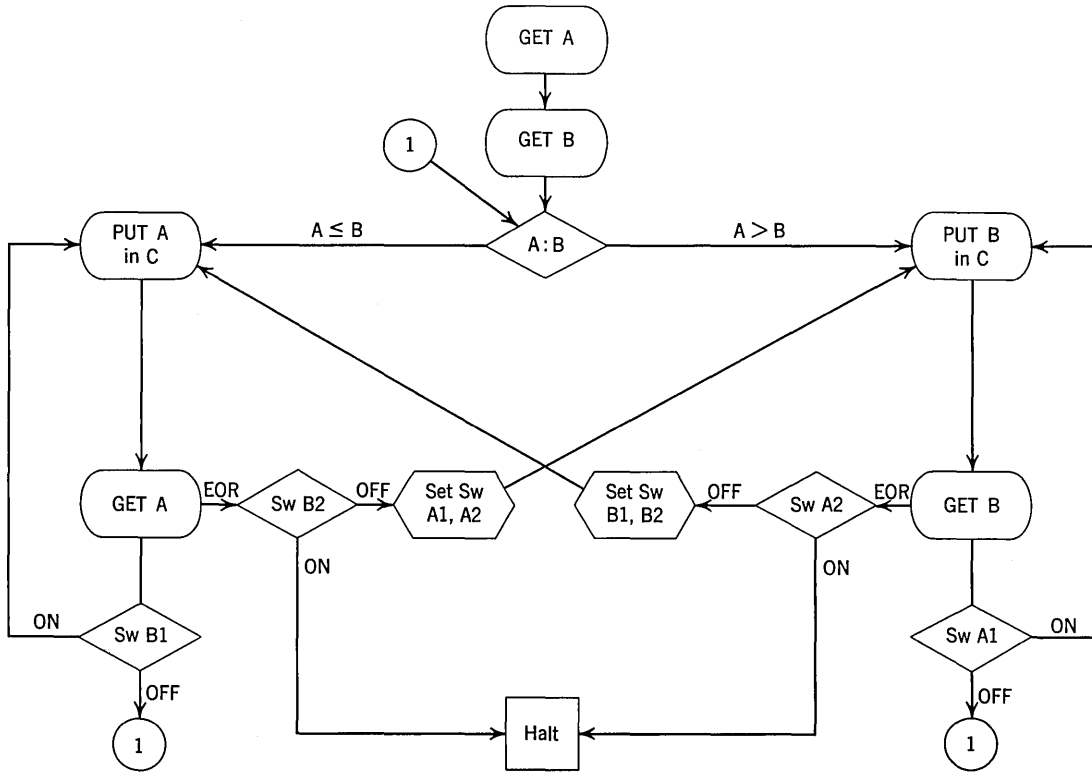 GET A
GET B
1
A ≤ B
A : B
A > B
PUT A
in C
PUT B
in C
GET A
EOR
Sw B2
OFF
Set Sw
A1, A2
Set Sw
B1, B2
OFF
Sw A2
EOR
GET B
ON
ON
ON
Sw B1
Sw A1
ON
OFF
OFF
1
Halt
1